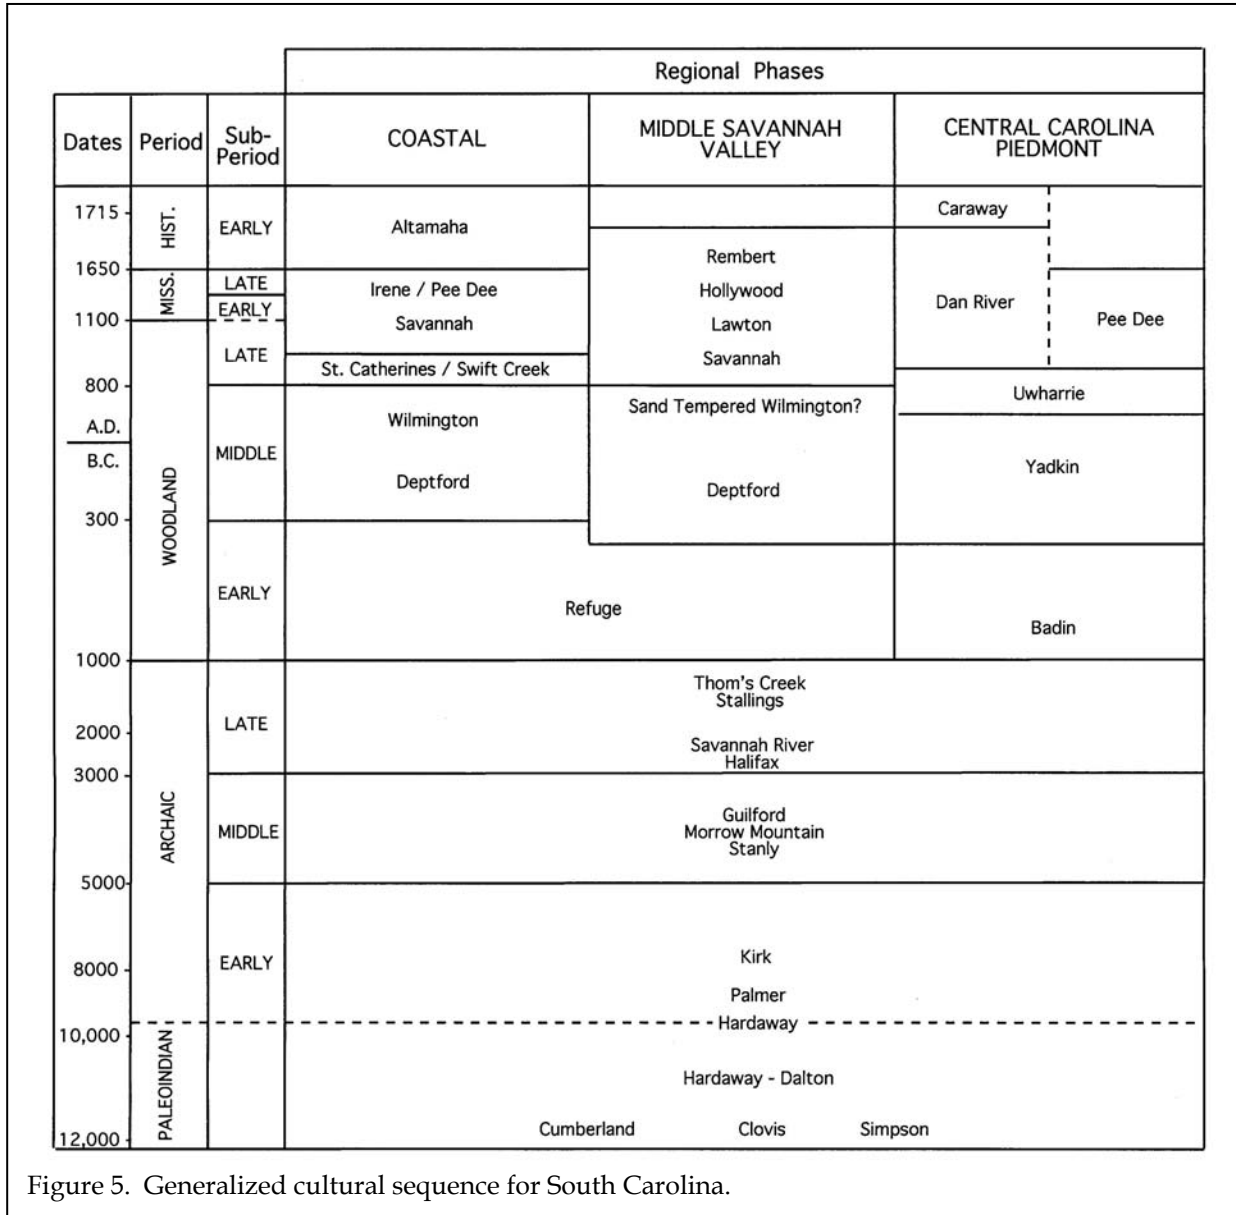 Regional Phases
Dates
Period
Sub-
Period
COASTAL
MIDDLE SAVANNAH
VALLEY
CENTRAL CAROLINA
PIEDMONT
1715
HIST.
EARLY
Altamaha
Caraway
1650
Rembert
MISS.
LATE
Irene / Pee Dee
Hollywood
Dan River
EARLY
1100
Savannah
Lawton
Pee Dee
LATE
Savannah
St. Catherines / Swift Creek
800
Uwharrie
Sand Tempered Wilmington?
Wilmington
A.D.
B.C.
WOODLAND
MIDDLE
Yadkin
Deptford
Deptford
300
EARLY
Refuge
Badin
1000
Thom's Creek
Stallings
LATE
2000
Savannah River
Halifax
3000
ARCHAIC
MIDDLE
Guilford
Morrow Mountain
Stanly
5000
Kirk
8000
EARLY
Palmer
Hardaway
10,000
PALEOINDIAN
Hardaway - Dalton
Cumberland Clovis Simpson
12,000
Figure 5. Generalized cultural sequence for South Carolina.